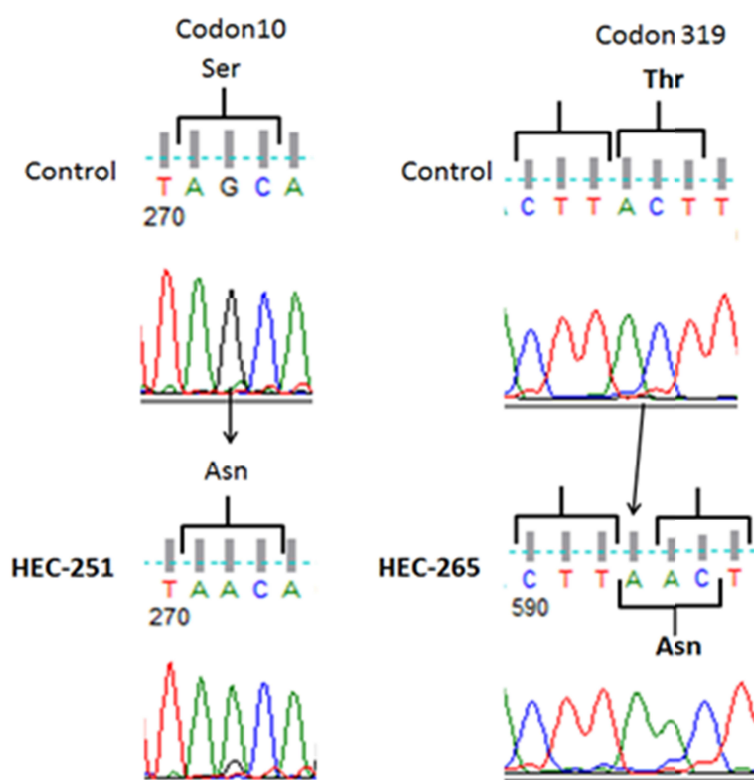 Codon10
Ser
Control
T A G C A
270
Asn
HEC-251
T A A C A
270
Codon 319
Thr
Control
C T T A C T T
HEC-265
C T T A A C T
590
Asn